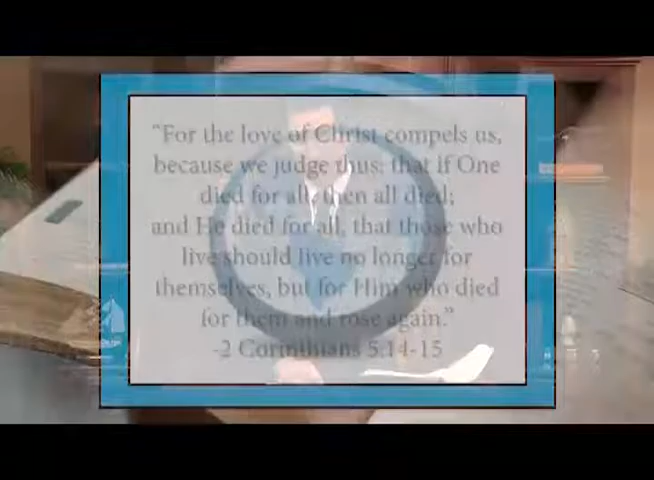 “For the love of Christ compels us,
because we judge thus: that if One
died for all, then all died;
and He died for all, that those who
live should live no longer for
themselves, but for Him who died
for them and rose again.”
-2 Corinthians 5:14-15